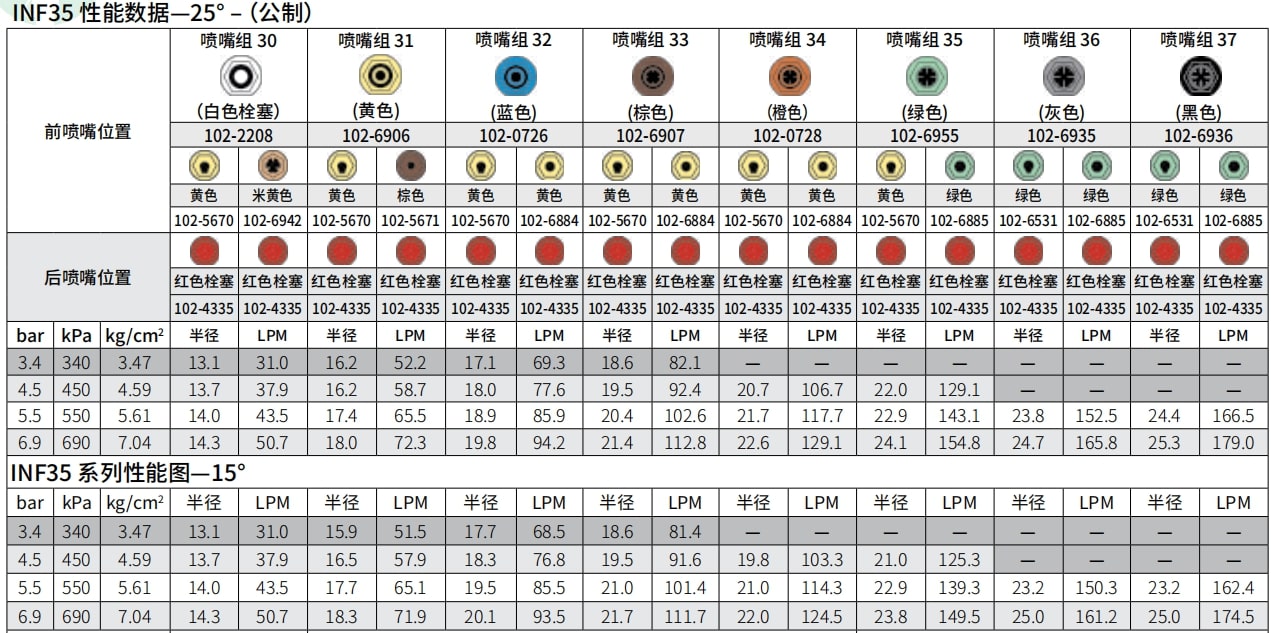 INF35 性能数据—25° –（公制）
前喷嘴位置 喷嘴组 30 喷嘴组 31 喷嘴组 32 喷嘴组 33 喷嘴组 34 喷嘴组 35 喷嘴组 36 喷嘴组 37
(白色栓塞) (黄色) (蓝色) (棕色) (橙色) (绿色) (灰色) (黑色)
102-2208 102-6906 102-0726 102-6907 102-0728 102-6955 102-6935 102-6936
黄色 米黄色 黄色 棕色 黄色 黄色 黄色 黄色 黄色 黄色 黄色 绿色 绿色 绿色 绿色 绿色
102-5670 102-6942 102-5670 102-5671 102-5670 102-6884 102-5670 102-6884 102-5670 102-6884 102-5670 102-6885 102-6531 102-6885 102-6531 102-6885
后喷嘴位置 红色栓塞 红色栓塞 红色栓塞 红色栓塞 红色栓塞 红色栓塞 红色栓塞 红色栓塞 红色栓塞 红色栓塞 红色栓塞 红色栓塞 红色栓塞 红色栓塞 红色栓塞 红色栓塞
102-4335 102-4335 102-4335 102-4335 102-4335 102-4335 102-4335 102-4335 102-4335 102-4335 102-4335 102-4335 102-4335 102-4335 102-4335 102-4335
bar kPa kg/cm² 半径 LPM 半径 LPM 半径 LPM 半径 LPM 半径 LPM 半径 LPM 半径 LPM 半径 LPM
3.4 340 3.47 13.1 31.0 16.2 52.2 17.1 69.3 18.6 82.1 — — — — — — — —
4.5 450 4.59 13.7 37.9 16.2 58.7 18.0 77.6 19.5 92.4 20.7 106.7 22.0 129.1 — — — —
5.5 550 5.61 14.0 43.5 17.4 65.5 18.9 85.9 20.4 102.6 21.7 117.7 22.9 143.1 23.8 152.5 24.4 166.5
6.9 690 7.04 14.3 50.7 18.0 72.3 19.8 94.2 21.4 112.8 22.6 129.1 24.1 154.8 24.7 165.8 25.3 179.0
INF35 系列性能图—15°
bar kPa kg/cm² 半径 LPM 半径 LPM 半径 LPM 半径 LPM 半径 LPM 半径 LPM 半径 LPM 半径 LPM
3.4 340 3.47 13.1 31.0 15.9 51.5 17.7 68.5 18.6 81.4 — — — — — — — —
4.5 450 4.59 13.7 37.9 16.5 57.9 18.3 76.8 19.5 91.6 19.8 103.3 21.0 125.3 — — — —
5.5 550 5.61 14.0 43.5 17.7 65.1 19.5 85.5 21.0 101.4 21.0 114.3 22.9 139.3 23.2 150.3 23.2 162.4
6.9 690 7.04 14.3 50.7 18.3 71.9 20.1 93.5 21.7 111.7 22.0 124.5 23.8 149.5 25.0 161.2 25.0 174.5